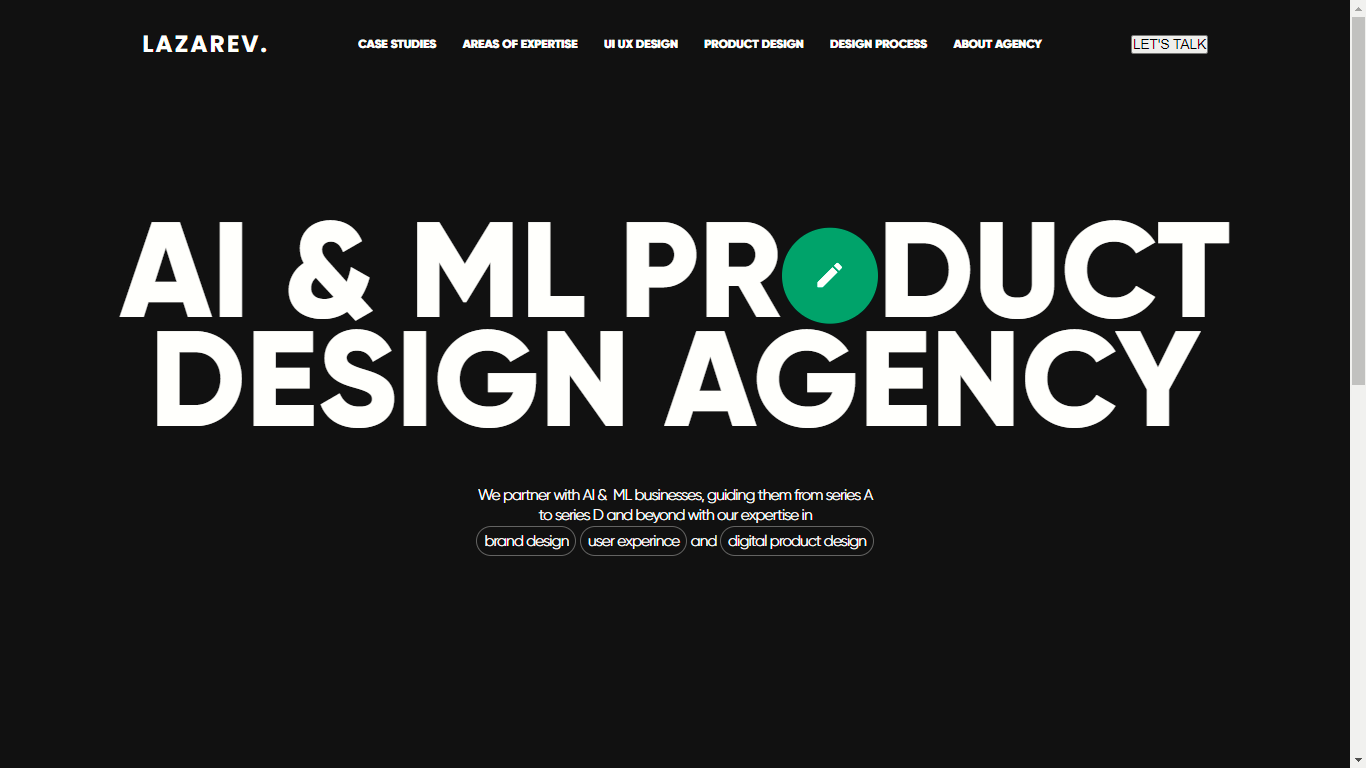 LAZAREV.
CASE STUDIES AREAS OF EXPERTISE UI UX DESIGN PRODUCT DESIGN DESIGN PROCESS ABOUT AGENCY LET'S TALK
AI & ML PRODUCT
DESIGN AGENCY
We partner with AI & ML businesses, guiding them from series A
to series D and beyond with our expertise in
brand design user experince and digital product design